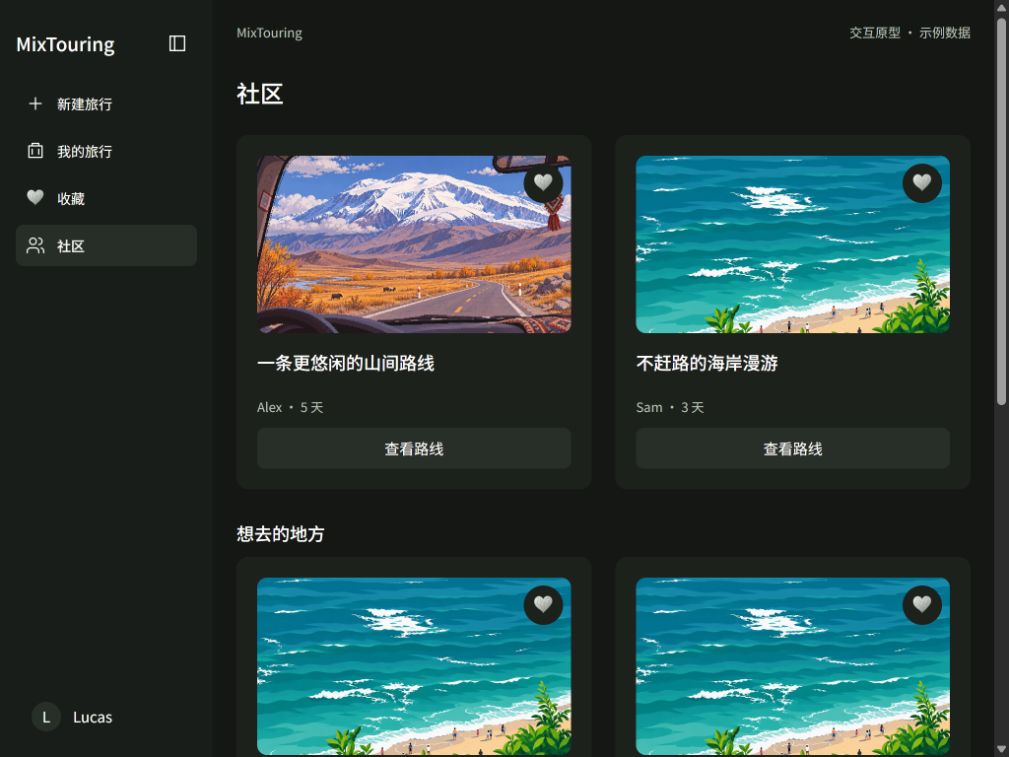 MixTouring
新建旅行
我的旅行
收藏
社区
L Lucas
MixTouring
交互原型 · 示例数据
社区
一条更悠闲的山间路线
Alex · 5 天
查看路线
不赶路的海岸漫游
Sam · 3 天
查看路线
想去的地方